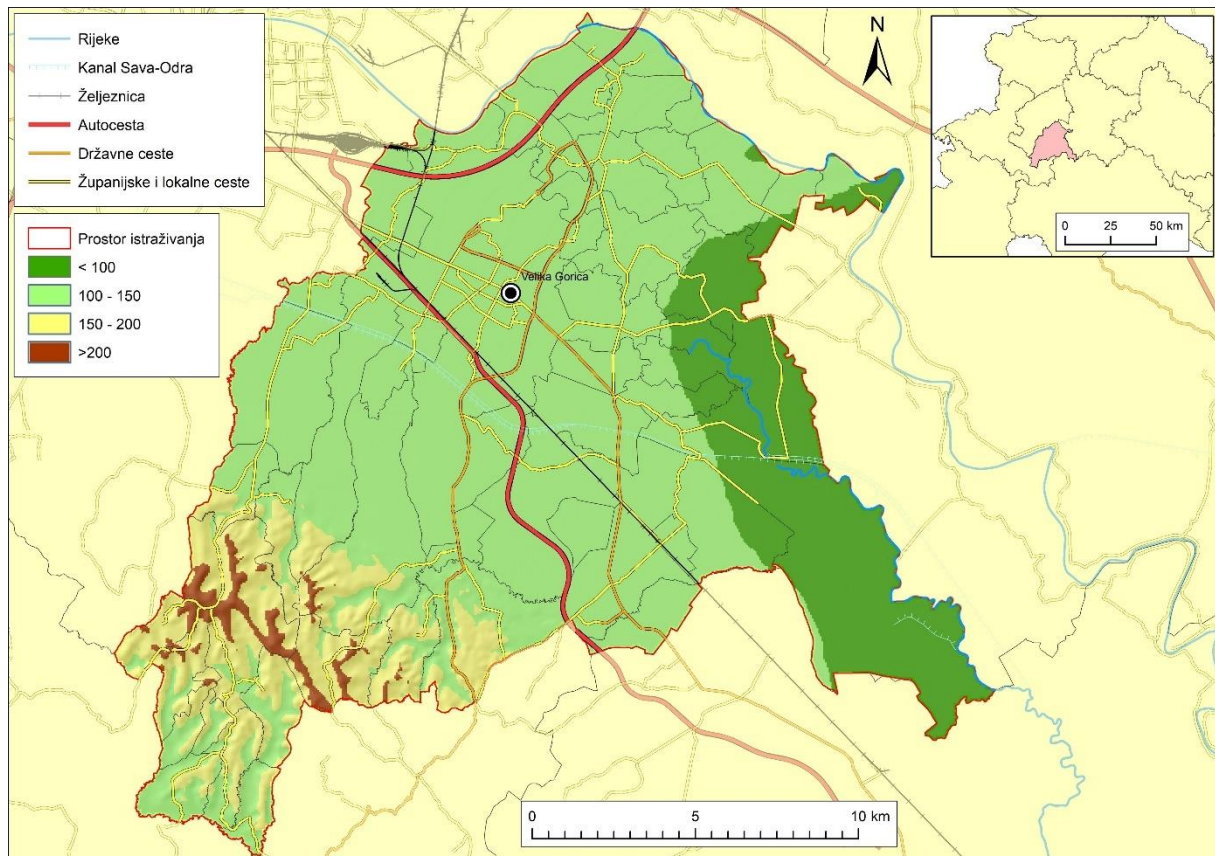 Rijeke
Kanal Sava-Odra
Željeznica
Autocesta
Državne ceste
Županijske i lokalne ceste
Prostor istraživanja
< 100
100 - 150
150 - 200
>200
N
0 25 50 km
Velika Gorica
0 5 10 km